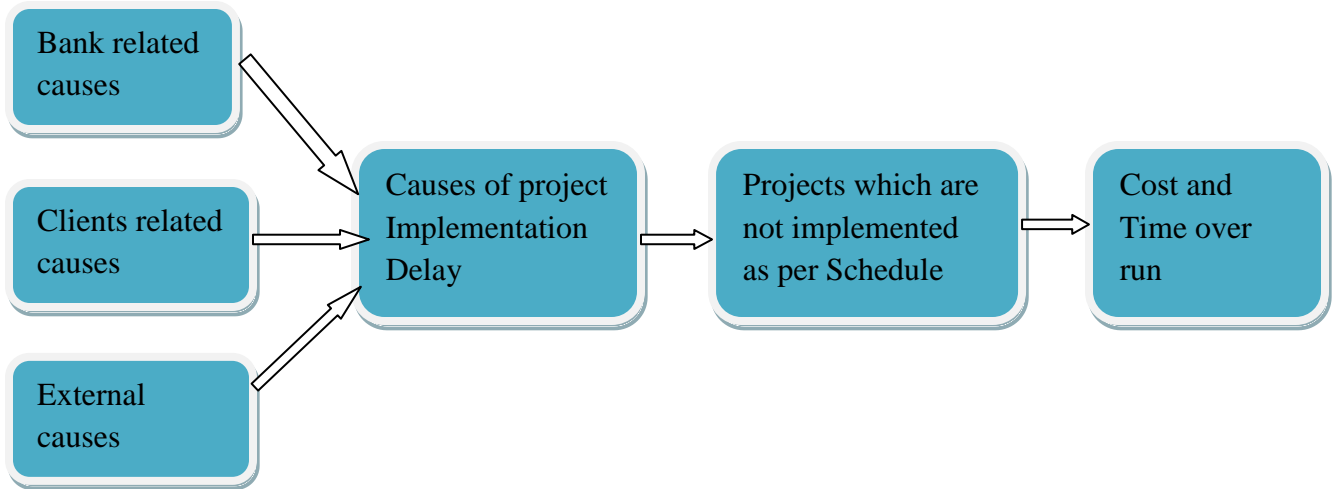 Bank related
causes
Clients related
causes
External
causes
Causes of project
Implementation
Delay
Projects which are
not implemented
as per Schedule
Cost and
Time over
run